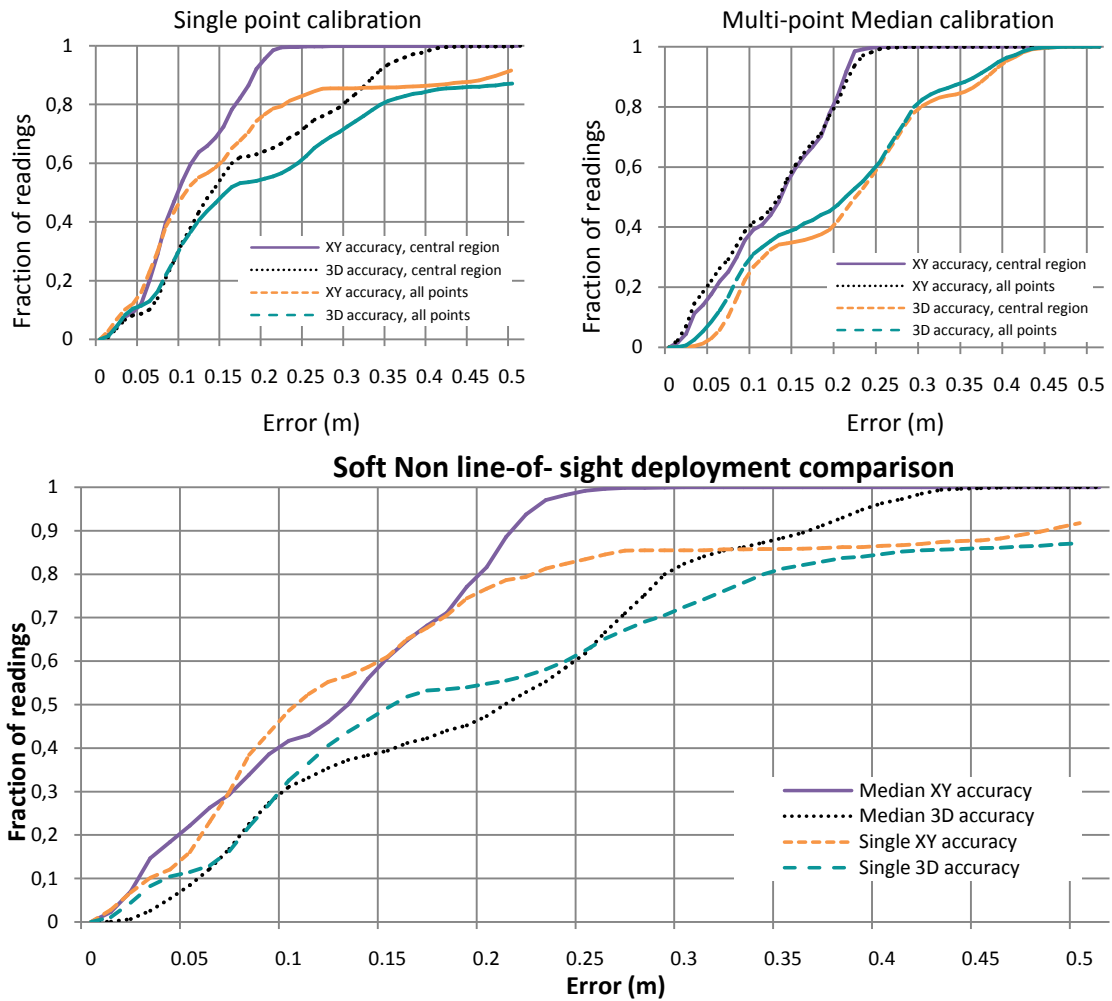 Single point calibration
Fraction of readings
1
0,8
0,6
0,4
0,2
0
XY accuracy, central region
3D accuracy, central region
XY accuracy, all points
3D accuracy, all points
0 0.05 0.1 0.15 0.2 0.25 0.3 0.35 0.4 0.45 0.5
Error (m)
Multi-point Median calibration
Fraction of readings
1
0,8
0,6
0,4
0,2
0
XY accuracy, central region
XY accuracy, all points
3D accuracy, central region
3D accuracy, all points
0 0.05 0.1 0.15 0.2 0.25 0.3 0.35 0.4 0.45 0.5
Error (m)
Soft Non line-of- sight deployment comparison
Fraction of readings
1
0,9
0,8
0,7
0,6
0,5
0,4
0,3
0,2
0,1
0
Median XY accuracy
Median 3D accuracy
Single XY accuracy
Single 3D accuracy
0 0.05 0.1 0.15 0.2 0.25 0.3 0.35 0.4 0.45 0.5
Error (m)